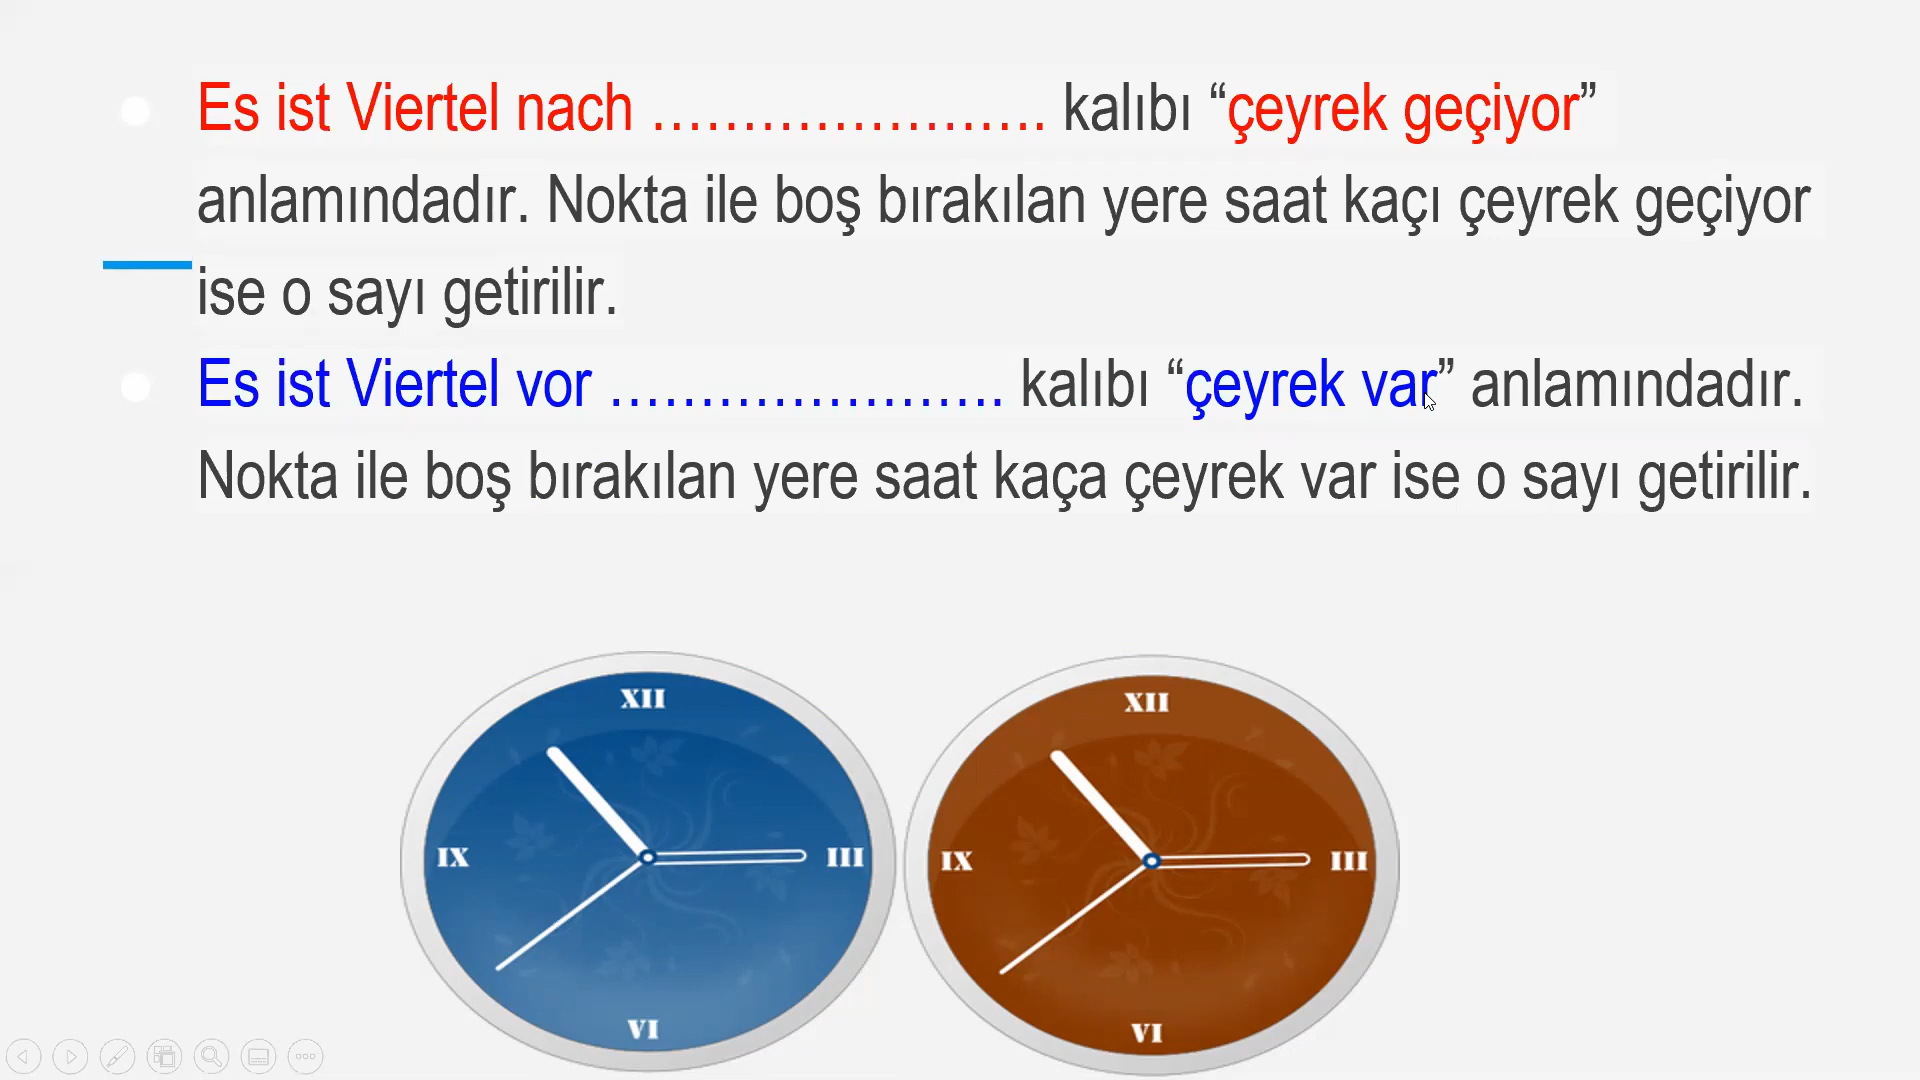 Es ist Viertel nach ………………….. kalıbı “çeyrek geçiyor”
anlamındadır. Nokta ile boş bırakılan yere saat kaçı çeyrek geçiyor
ise o sayı getirilir.
Es ist Viertel vor ………………….. kalıbı “çeyrek var” anlamındadır.
Nokta ile boş bırakılan yere saat kaça çeyrek var ise o sayı getirilir.
XII
IX III
VI
XII
IX III
VI